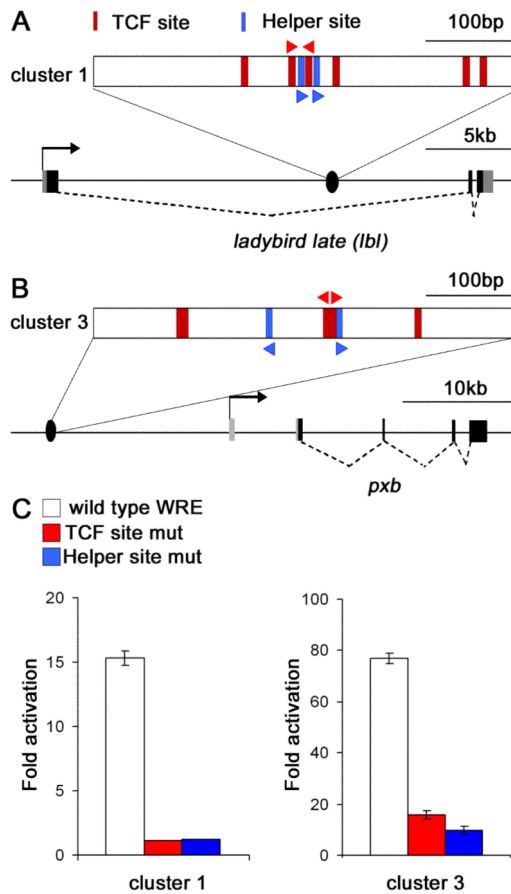 A
TCF site
Helper site
100bp
cluster 1
5kb
ladybird late (lbl)
B
100bp
cluster 3
10kb
pxb
C
wild type WRE
TCF site mut
Helper site mut
Fold activation
20
15
10
5
0
cluster 1
Fold activation
100
80
60
40
20
0
cluster 3